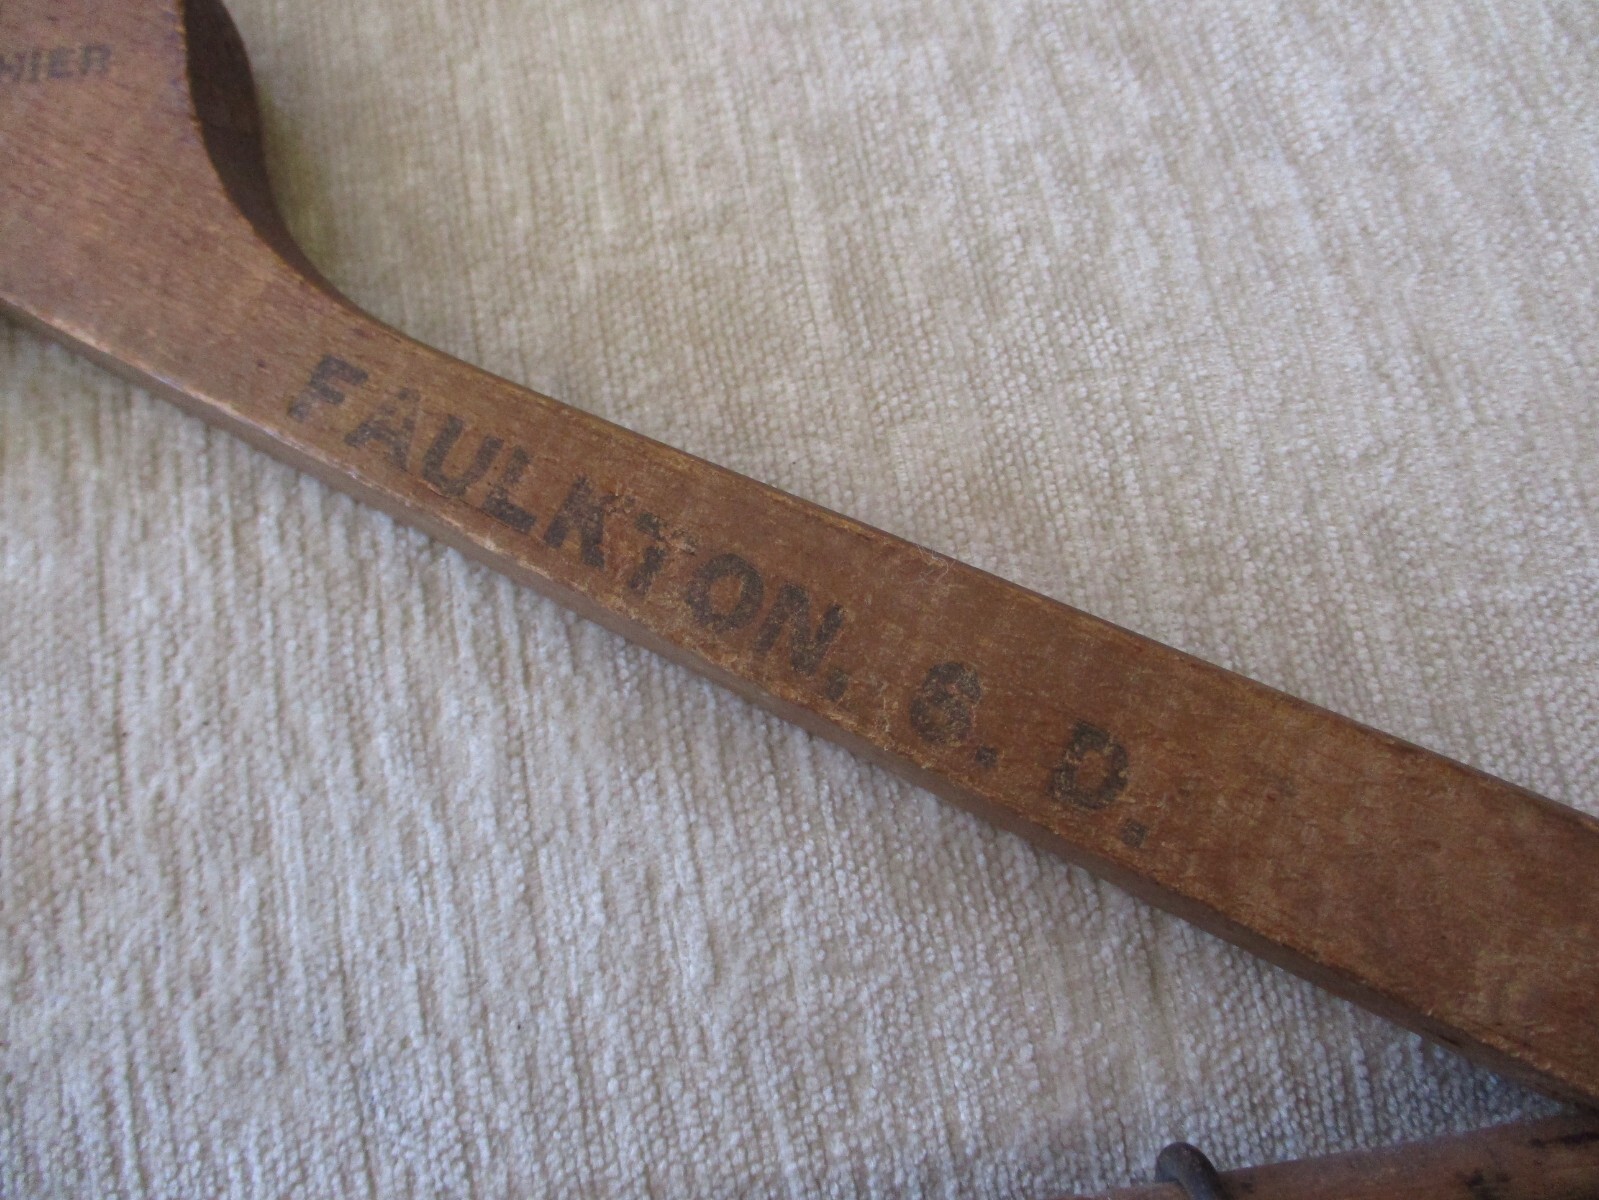 FAULKTON, S. D.